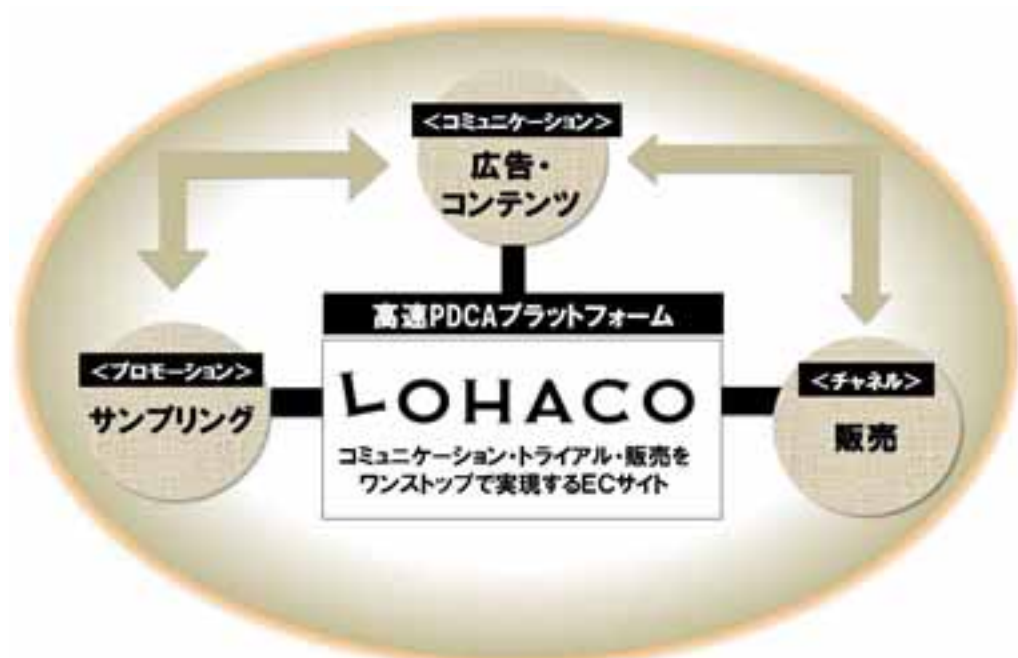 ＜コミュニケーション＞
広告・
コンテンツ
高速PDCAプラットフォーム
＜プロモーション＞
サンプリング
LOHACO
コミュニケーション・トライアル・販売を
ワンストップで実現するECサイト
＜チャネル＞
販売